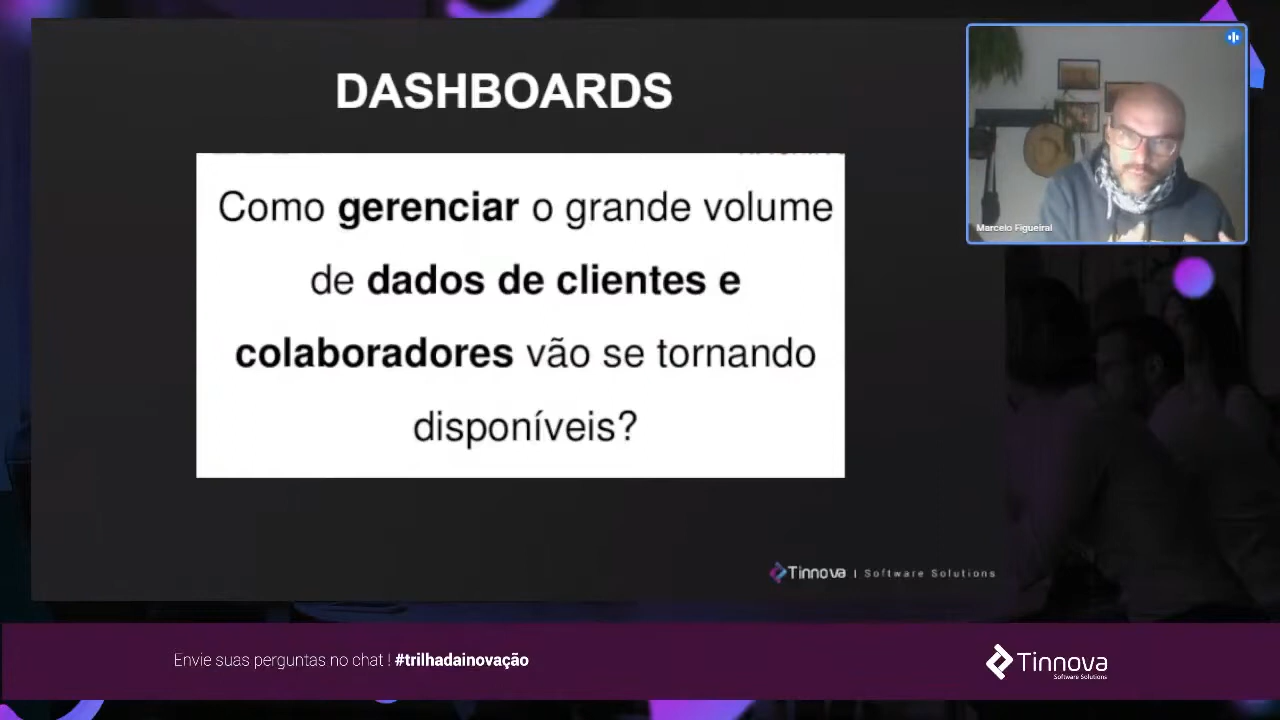 DASHBOARDS
Como gerenciar o grande volume
de dados de clientes e
colaboradores vão se tornando
disponíveis?
Marcelo Figueiral
Tinnova | Software Solutions
Envie suas perguntas no chat ! #trilhadainovação
Tinnova
Software Solutions